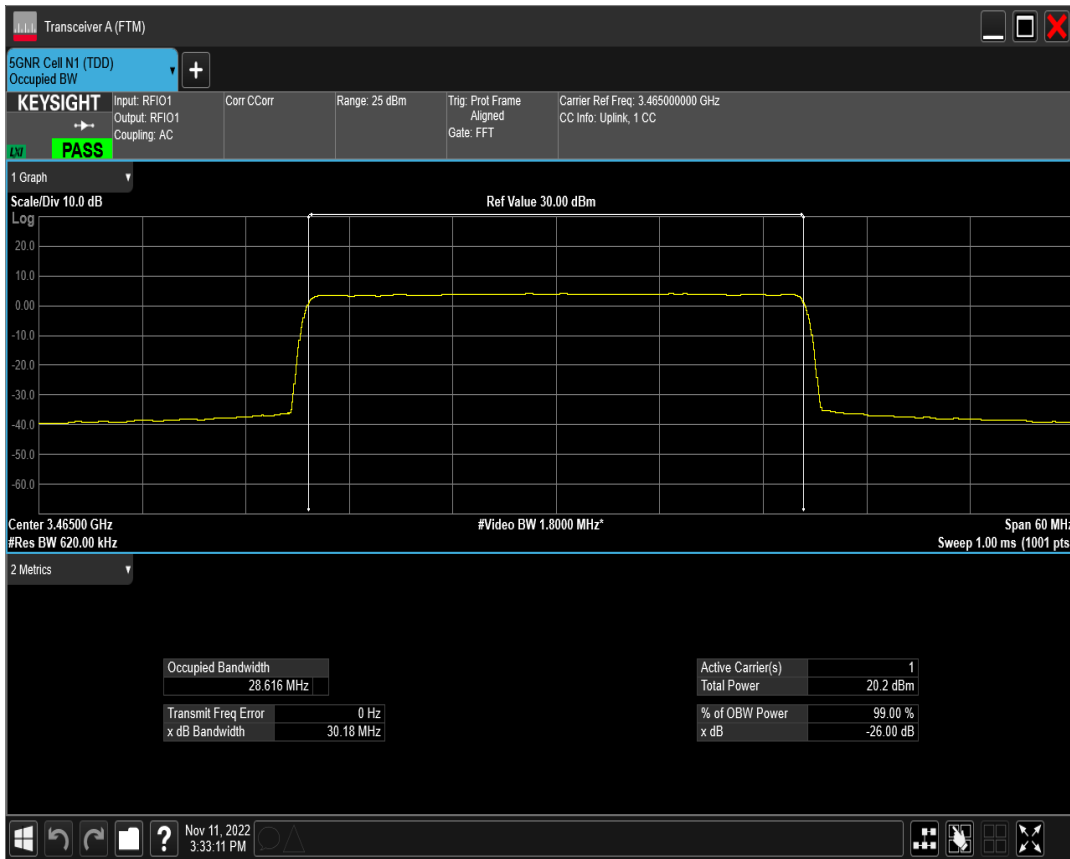 Transceiver A (FTM)
5GNR Cell N1 (TDD)
Occupied BW
+
KEYSIGHT
LXI
PASS
Input: RFIO1
Output: RFIO1
Coupling: AC
Corr CCorr
Range: 25 dBm
Trig: Prot Frame
Aligned
Gate: FFT
Carrier Ref Freq: 3.465000000 GHz
CC Info: Uplink, 1 CC
1 Graph
Scale/Div 10.0 dB
Ref Value 30.00 dBm
Log
20.0
10.0
0.00
-10.0
-20.0
-30.0
-40.0
-50.0
-60.0
Center 3.46500 GHz
#Video BW 1.8000 MHz*
Span 60 MHz
#Res BW 620.00 kHz
Sweep 1.00 ms (1001 pts
2 Metrics
Occupied Bandwidth
28.616 MHz
Transmit Freq Error 0 Hz
x dB Bandwidth 30.18 MHz
Active Carrier(s) 1
Total Power 20.2 dBm
% of OBW Power 99.00 %
x dB -26.00 dB
?
Nov 11, 2022
3:33:11 PM